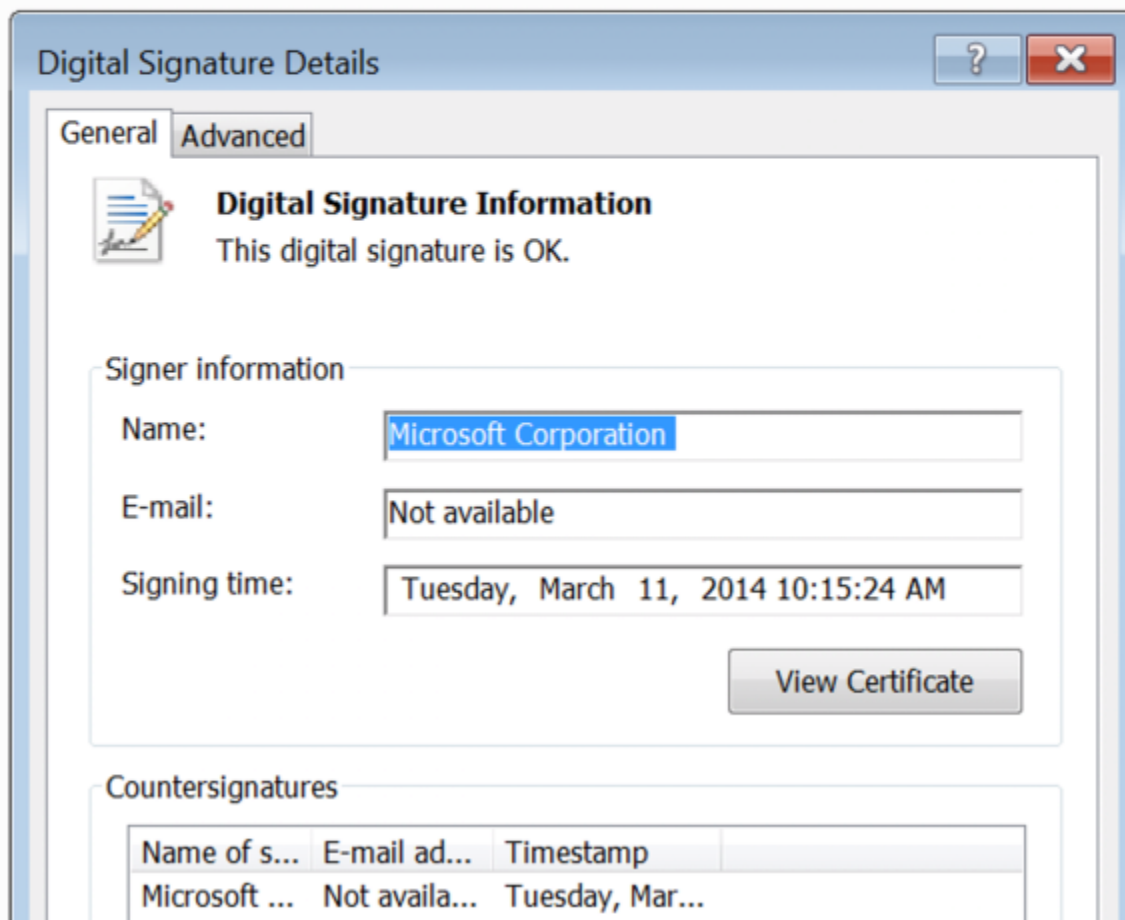 Digital Signature Details
?
General Advanced
Digital Signature Information
This digital signature is OK.
Signer information
Name: Microsoft Corporation
E-mail: Not available
Signing time: Tuesday, March 11, 2014 10:15:24 AM
View Certificate
Countersignatures
Name of s... E-mail ad... Timestamp
Microsoft ... Not availa... Tuesday, Mar...